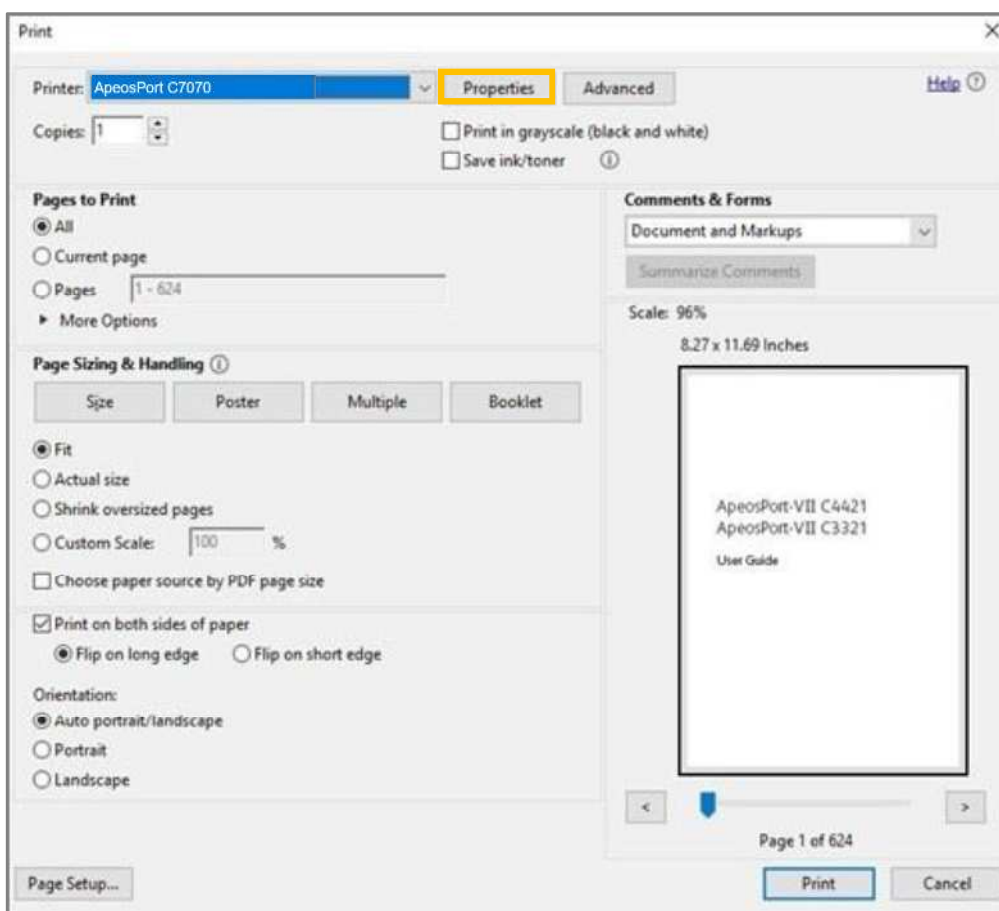 Print
Printer: ApeosPort C7070 Properties Advanced Help
Copies: 1 Print in grayscale (black and white)
Save ink/toner
Pages to Print
All
Current page
Pages 1 - 624
More Options
Comments & Forms
Document and Markups
Summarize Comments
Scale: 96%
8.27 x 11.69 Inches
Page Sizing & Handling
Size Poster Multiple Booklet
Fit
Actual size
Shrink oversized pages
Custom Scale: 100 %
Choose paper source by PDF page size
Print on both sides of paper
Flip on long edge Flip on short edge
Orientation:
Auto portrait/landscape
Portrait
Landscape
ApeosPort-VII C4421
ApeosPort-VII C3321
User Guide
< >
Page 1 of 624
Page Setup... Print Cancel